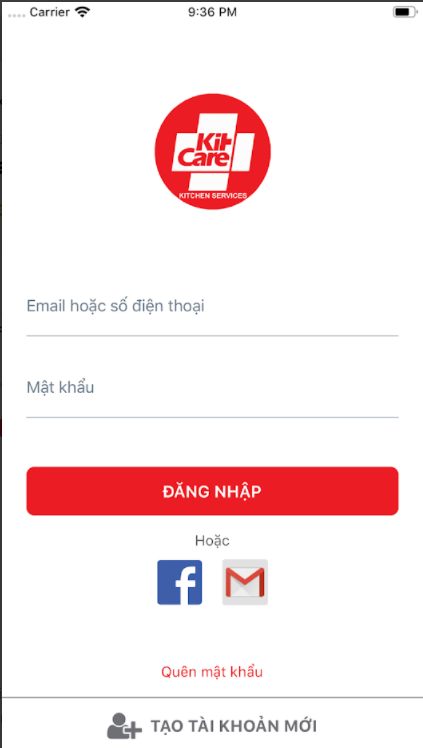 Carrier
9:36 PM
Kit
Care
KITCHEN SERVICES
Email hoặc số điện thoại
Mật khẩu
ĐĂNG NHẬP
Hoặc
f
Quên mật khẩu
TẠO TÀI KHOẢN MỚI